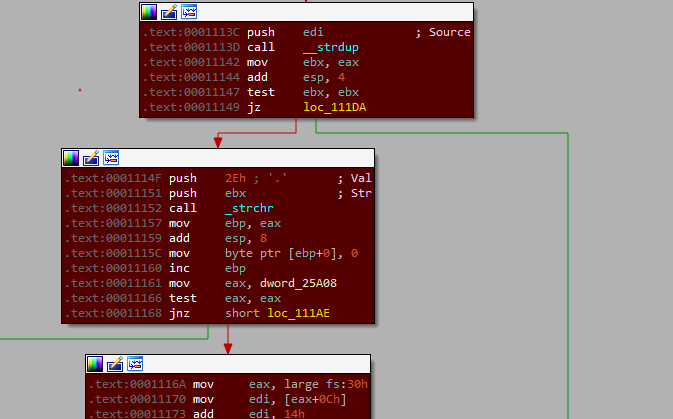 .text:0001113C push edi ; Source
.text:0001113D call __strdup
.text:00011142 mov ebx, eax
.text:00011144 add esp, 4
.text:00011147 test ebx, ebx
.text:00011149 jz loc_111DA
.text:0001114F push 2Eh ; '.' ; Val
.text:00011151 push ebx ; Str
.text:00011152 call _strchr
.text:00011157 mov ebp, eax
.text:00011159 add esp, 8
.text:0001115C mov byte ptr [ebp+0], 0
.text:00011160 inc ebp
.text:00011161 mov eax, dword_25A08
.text:00011166 test eax, eax
.text:00011168 jnz short loc_111AE
.text:0001116A mov eax, large fs:30h
.text:00011170 mov edi, [eax+0Ch]
.text:00011173 add edi, 14h